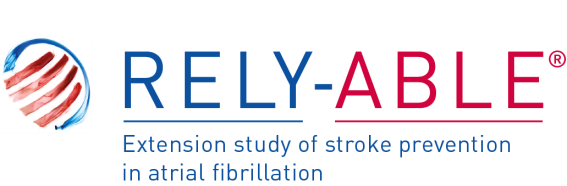 RELY-ABLE®
Extension study of stroke prevention
in atrial fibrillation